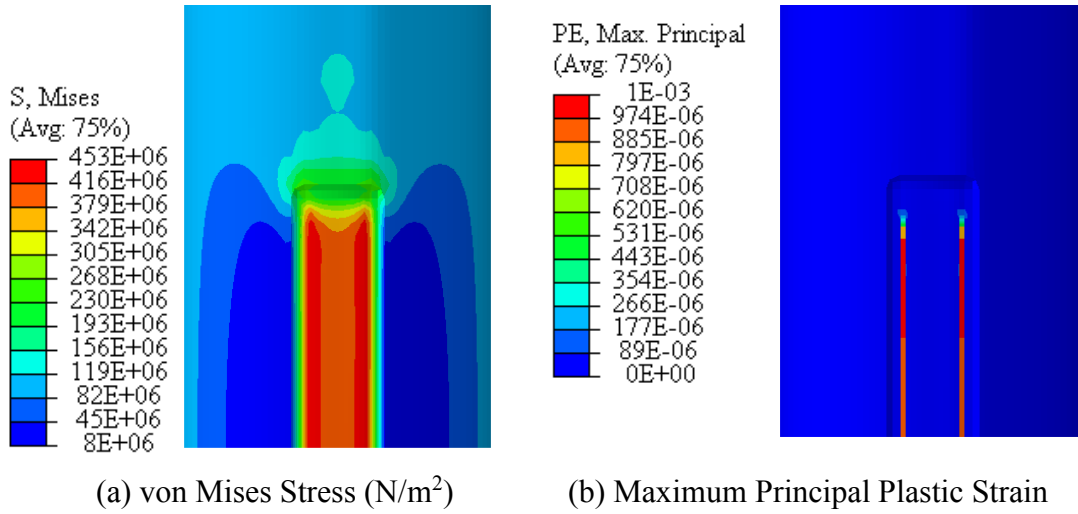 S, Mises
(Avg: 75%)
453E+06
416E+06
379E+06
342E+06
305E+06
268E+06
230E+06
193E+06
156E+06
119E+06
82E+06
45E+06
8E+06
PE, Max. Principal
(Avg: 75%)
1E-03
974E-06
885E-06
797E-06
708E-06
620E-06
531E-06
443E-06
354E-06
266E-06
177E-06
89E-06
0E+00
(a) von Mises Stress (N/m²)
(b) Maximum Principal Plastic Strain